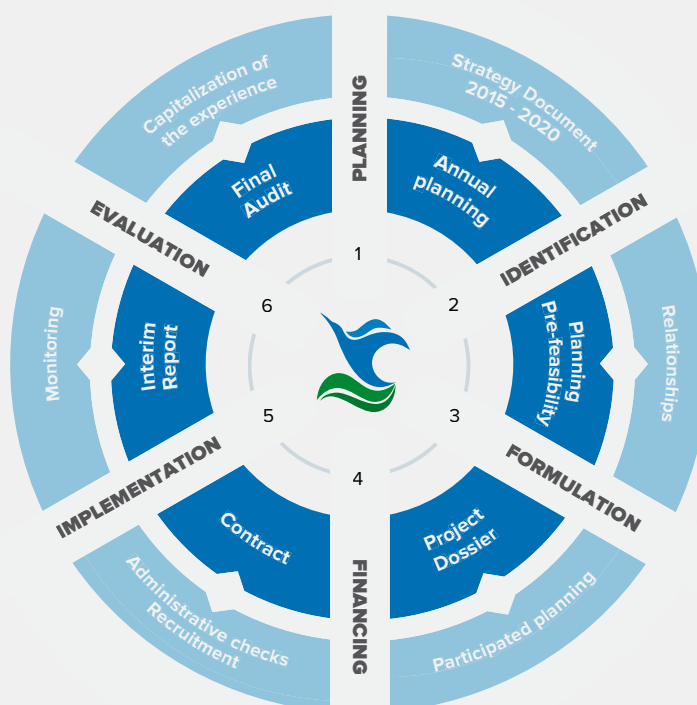 PLANNING
1
Strategy Document
2015 - 2020
Annual
planning
IDENTIFICATION
2
Relationships
Planning
Pre-feasibility
FORMULATION
3
Participated planning
Project
Dossier
FINANCING
4
Administrative checks
Recruitment
Contract
IMPLEMENTATION
5
Monitoring
Interim
Report
EVALUATION
6
Capitalization of
the experience
Final
Audit